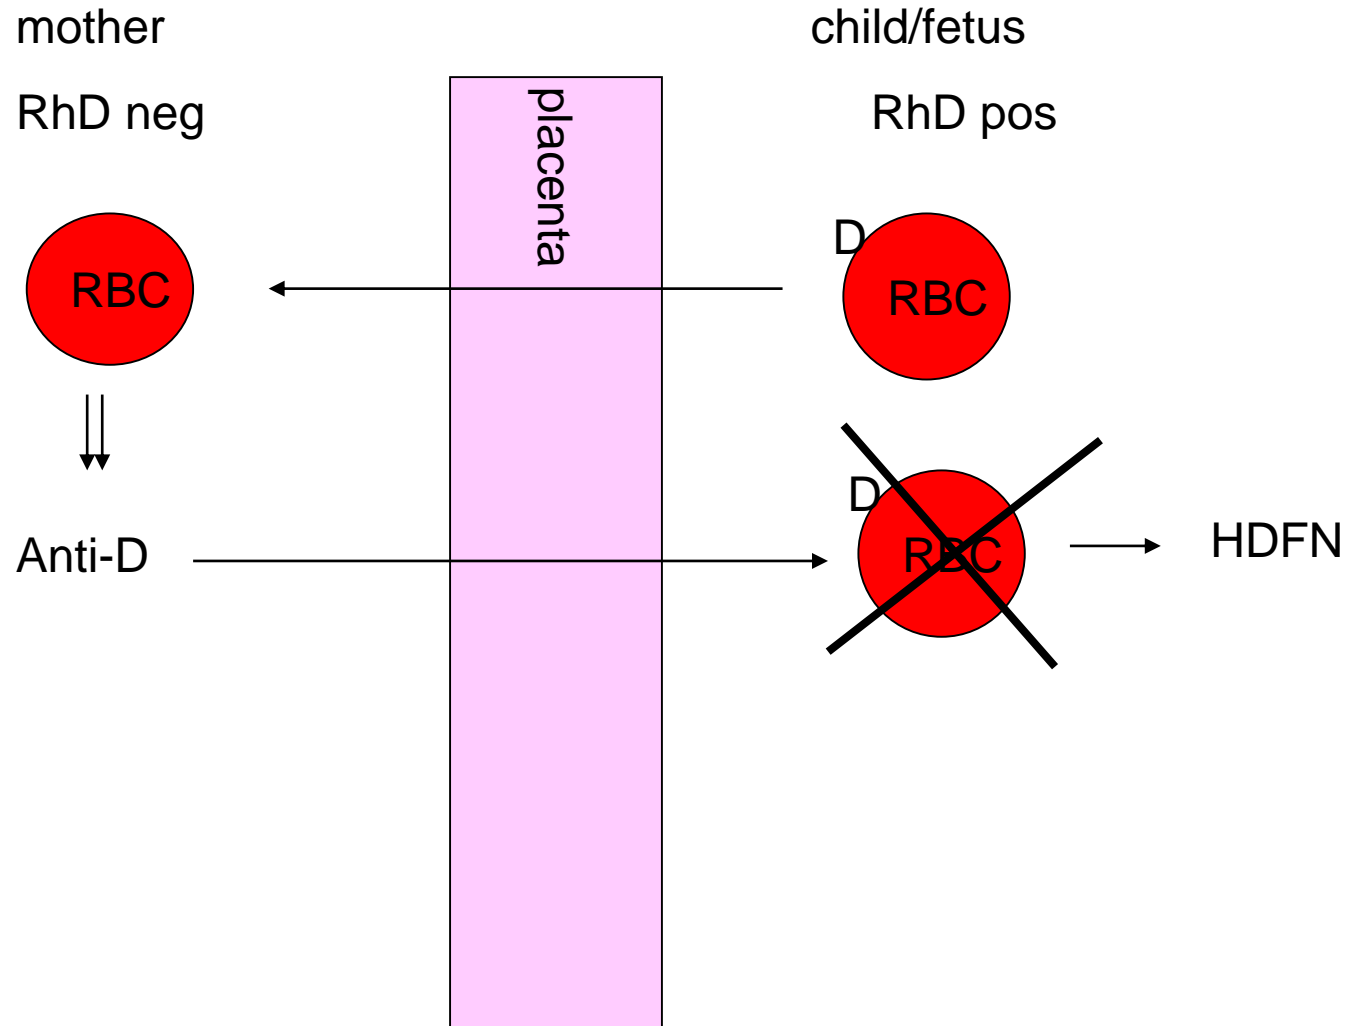 mother
child/fetus
RhD neg
placenta
RhD pos
RBC
D
RBC
Anti-D
D
RBC
HDFN